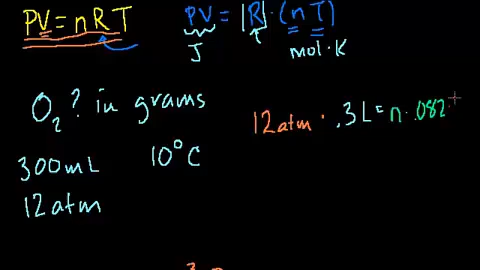 PV = nRT
PV = |R| · (nT)
J
mol·K
O₂ ? in grams
300mL 10°C
12atm
12atm · .3L = n · .082